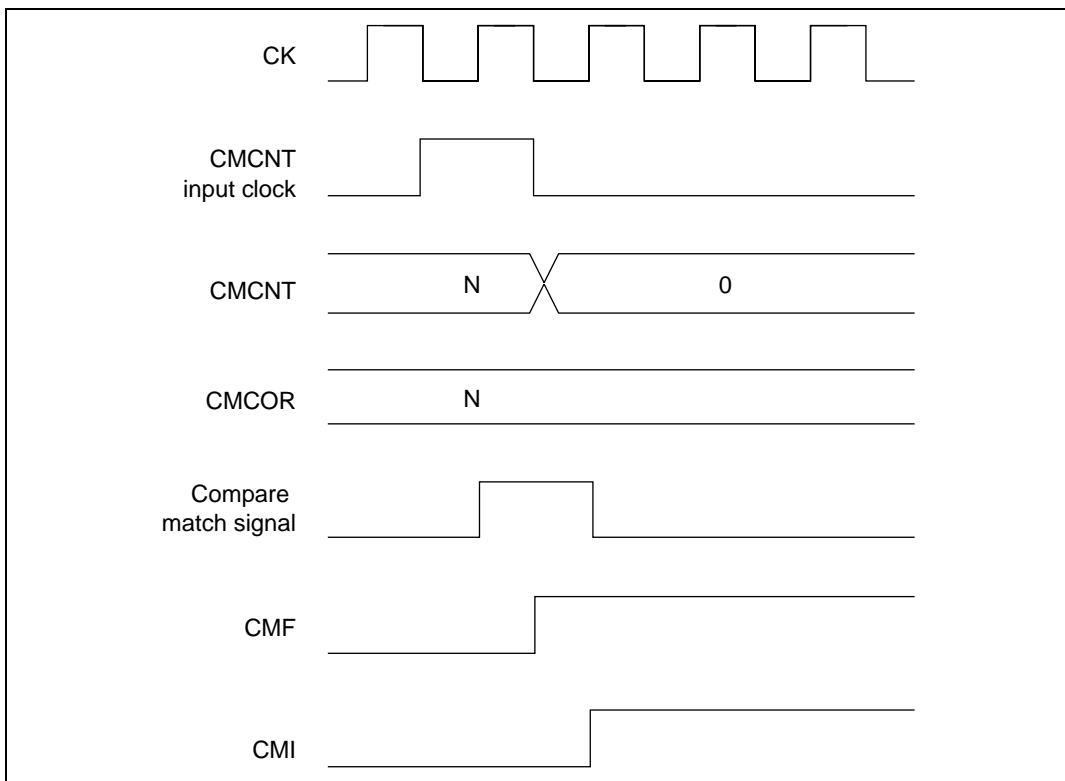 CK
CMCNT
input clock
CMCNT
N
0
CMCOR
N
Compare
match signal
CMF
CMI